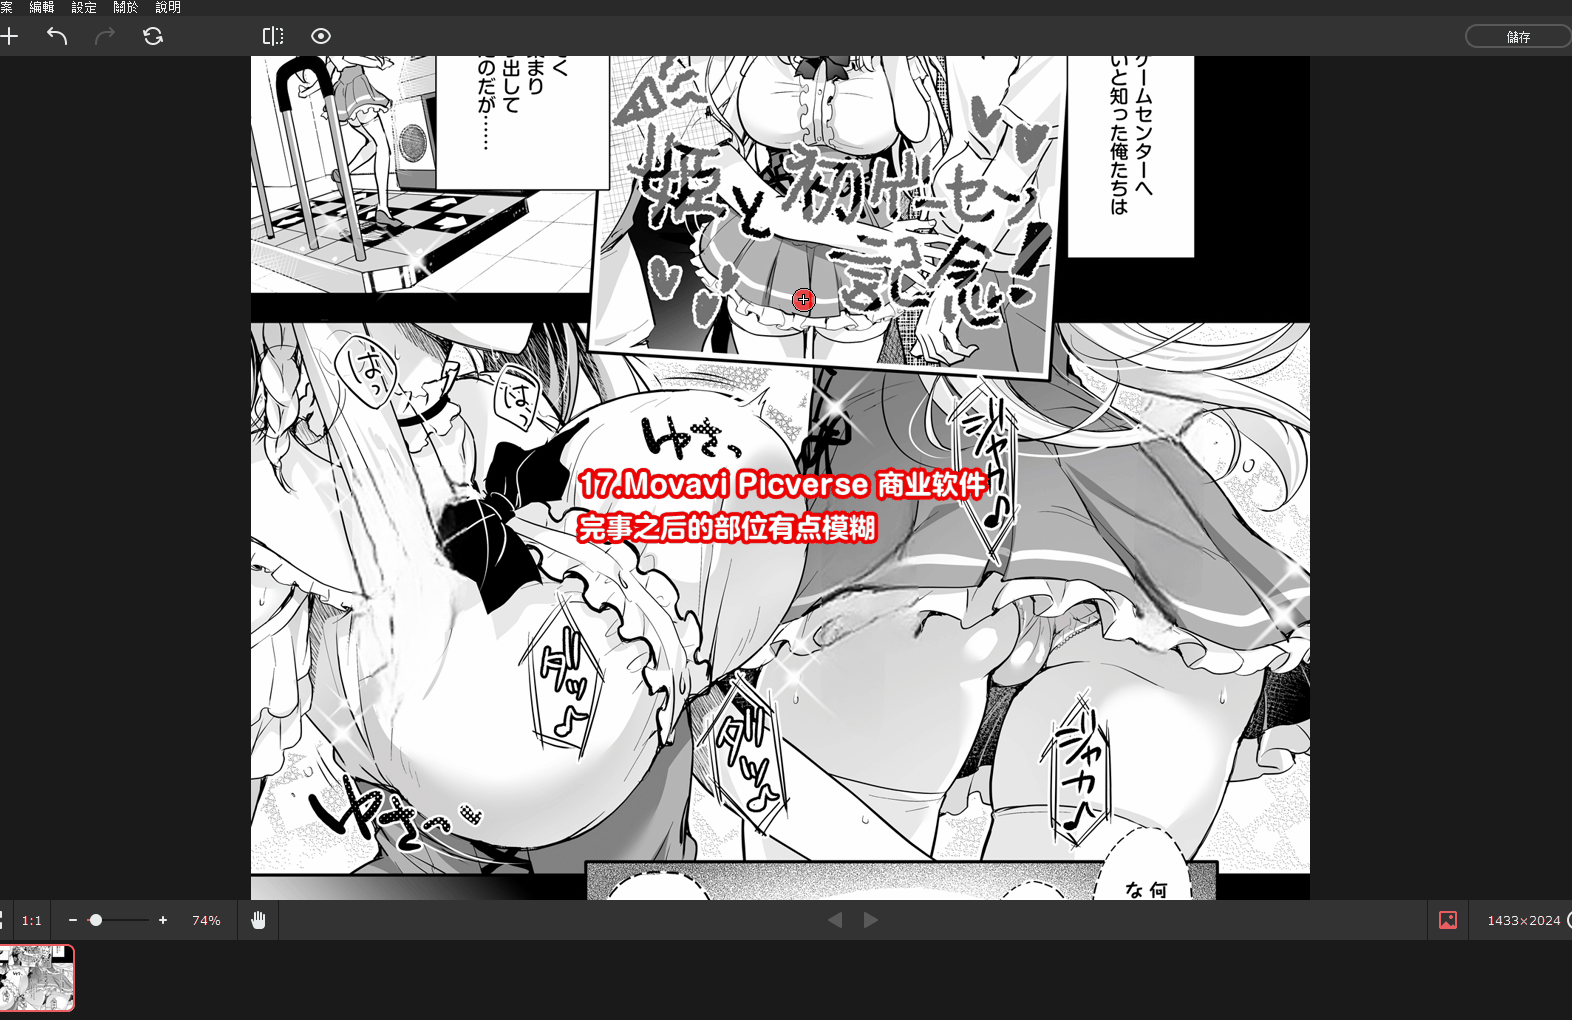 案 編輯 設定 關於 說明
儲存
ゲームセンターへ
いと知った俺たちは
く
まり
出して
のだが……
姫と初ゲーセン
記念！
はっ
はっ
ゆさっ
ジャカ♪
17.Movavi Picverse 商业软件
完事之后的部位有点模糊
ダッ♪
ダッ♪
ジャカ♪
ゆさっ
何
な
1:1
74%
1433×2024